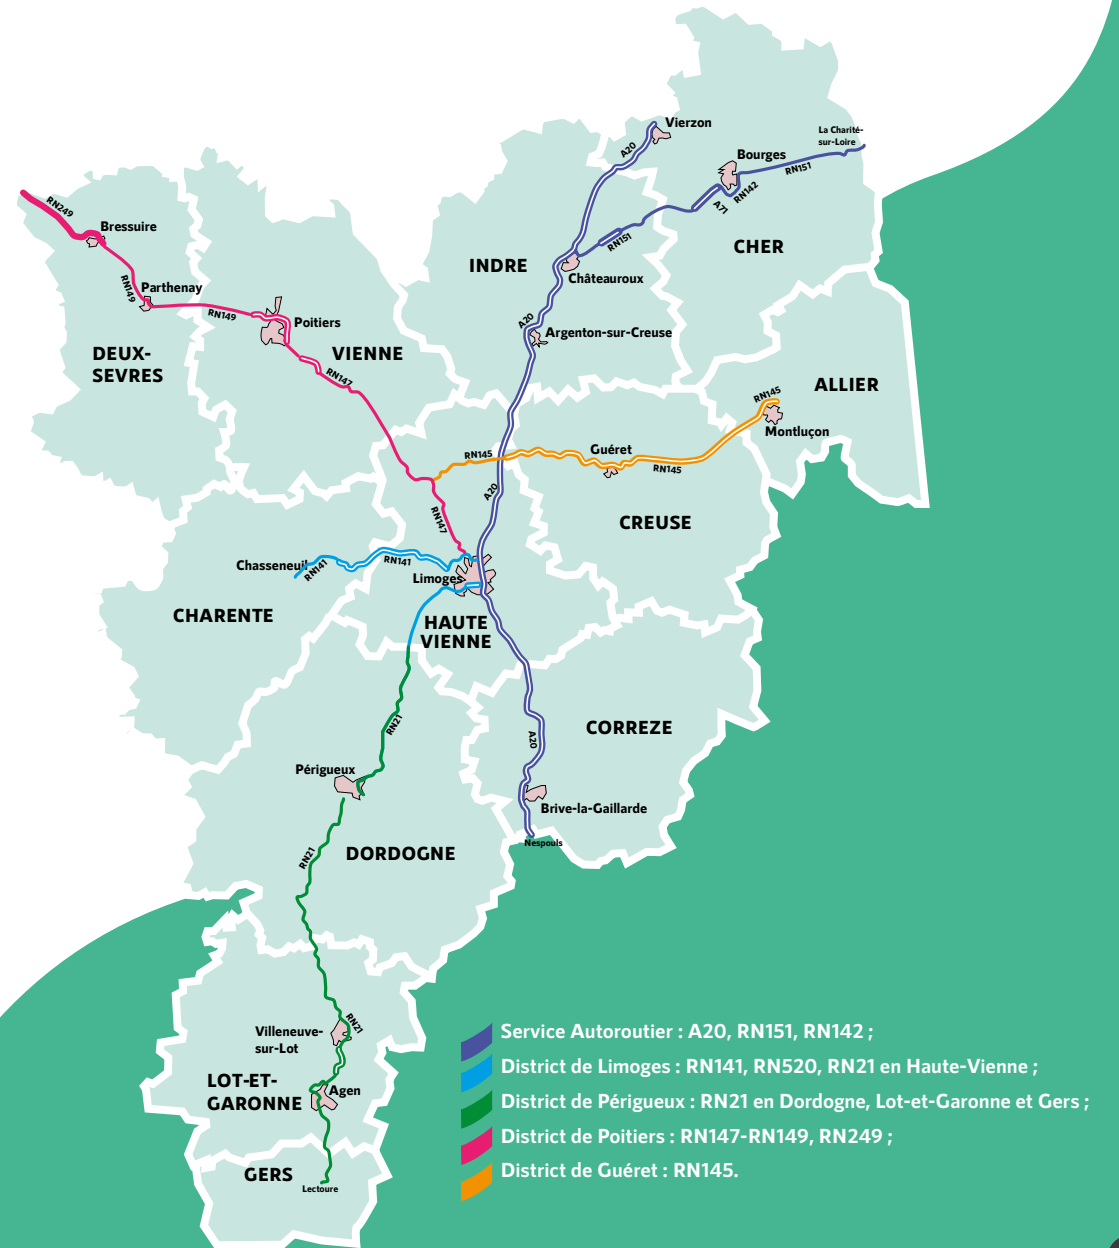 Vierzon
La Charité-
sur-Loire
A20
Bourges
RN151
RN142
A71
RN249
Bressuire
RN151
CHER
INDRE
Châteauroux
RN149
Parthenay
RN149
Poitiers
A20
Argenton-sur-Creuse
DEUX-
SEVRES
VIENNE
RN147
ALLIER
RN145
Montluçon
RN145
Guéret
RN145
A20
RN147
CREUSE
Chasseneuil
RN141
RN141
Limoges
CHARENTE
HAUTE
VIENNE
RN21
CORREZE
A20
Périgueux
Brive-la-Gaillarde
Nespouls
RN21
DORDOGNE
RN21
Villeneuve-
sur-Lot
LOT-ET-
GARONNE
Agen
GERS
Lectoure
Service Autoroutier : A20, RN151, RN142 ;
District de Limoges : RN141, RN520, RN21 en Haute-Vienne ;
District de Périgueux : RN21 en Dordogne, Lot-et-Garonne et Gers ;
District de Poitiers : RN147-RN149, RN249 ;
District de Guéret : RN145.